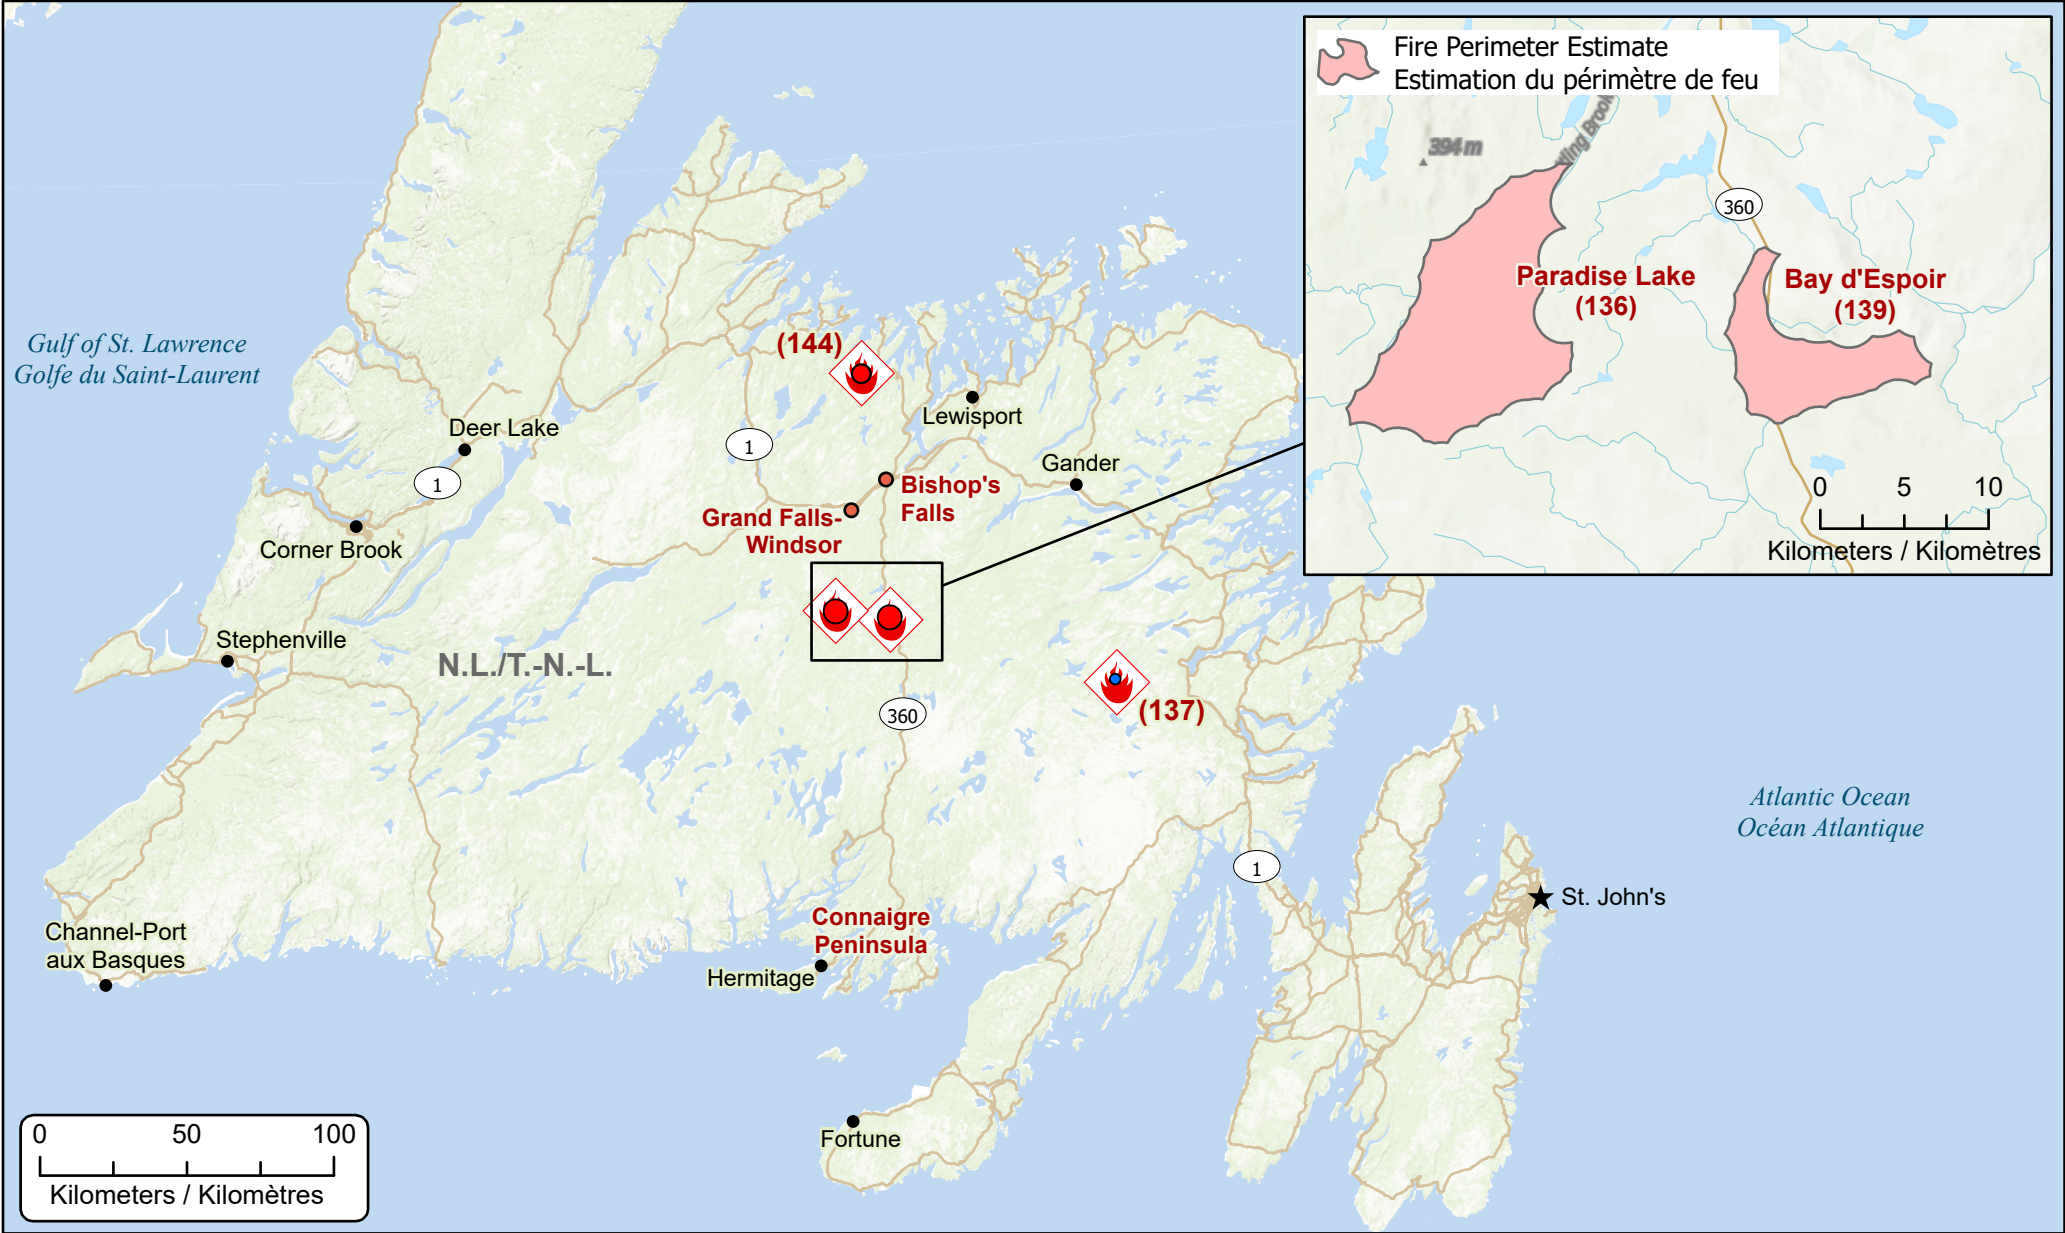 Fire Perimeter Estimate
Estimation du périmètre de feu
394 m
360
Paradise Lake
(136)
Bay d'Espoir
(139)
0 5 10
Kilometers / Kilomètres
Gulf of St. Lawrence
Golfe du Saint-Laurent
(144)
Lewisport
Deer Lake
1
1
Gander
Bishop's
Falls
Grand Falls-
Windsor
Corner Brook
Stephenville
N.L./T.-N.-L.
(137)
360
Atlantic Ocean
Océan Atlantique
1
St. John's
Connaigre
Peninsula
Channel-Port
aux Basques
Hermitage
Fortune
0 50 100
Kilometers / Kilomètres